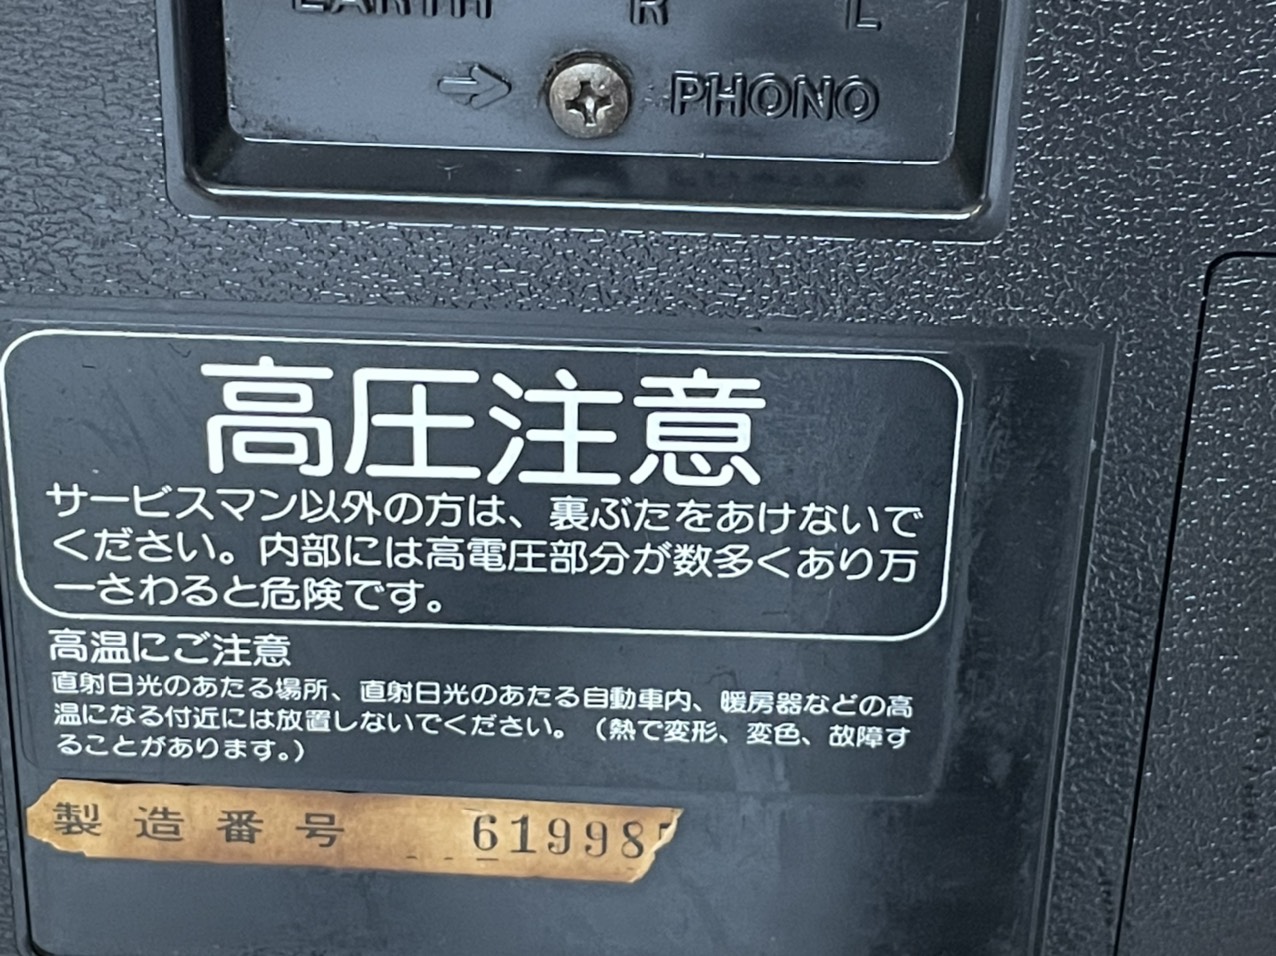 EARTH R L
PHONO
高圧注意
サービスマン以外の方は、裏ぶたをあけないで
ください。内部には高電圧部分が数多くあり万
一さわると危険です。
高温にご注意
直射日光のあたる場所、直射日光のあたる自動車内、暖房器などの高
温になる付近には放置しないでください。（熱で変形、変色、故障す
ることがあります。）
製造番号 619985